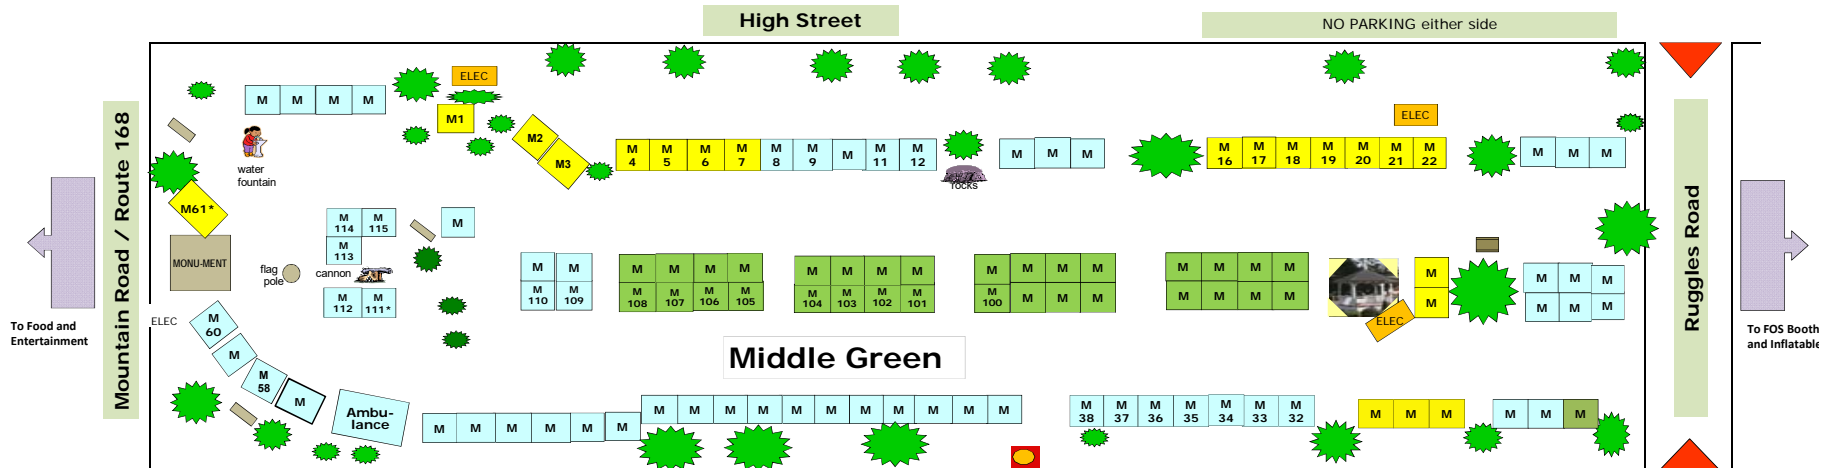 High Street
NO PARKING either side
ELEC
M M M M
M1
ELEC
M2
M3
M 4
M 5
M 6
M 7
M 8
M 9
M
M 11
M 12
M M M
M 16
M 17
M 18
M 19
M 20
M 21
M 22
M M M
water
fountain
rocks
Mountain Road / Route 168
Ruggles Road
M61*
M 114
M 115
M
M 113
MONU-MENT
flag
pole
cannon
M 112
M 111*
M M
M 110
M 109
M M M M
M 108
M 107
M 106
M 105
M M M M
M 104
M 103
M 102
M 101
M M M M
M 100
M M M
M M M M
M M M M
M
M
ELEC
M M M
M M M
To Food and
Entertainment
To FOS Booth
and Inflatable
ELEC
M 60
M
M 58
M
Ambu-
lance
Middle Green
M M M M M M
M M M M M M M M M M M
M 38
M 37
M 36
M 35
M 34
M 33
M 32
M M M
M M M